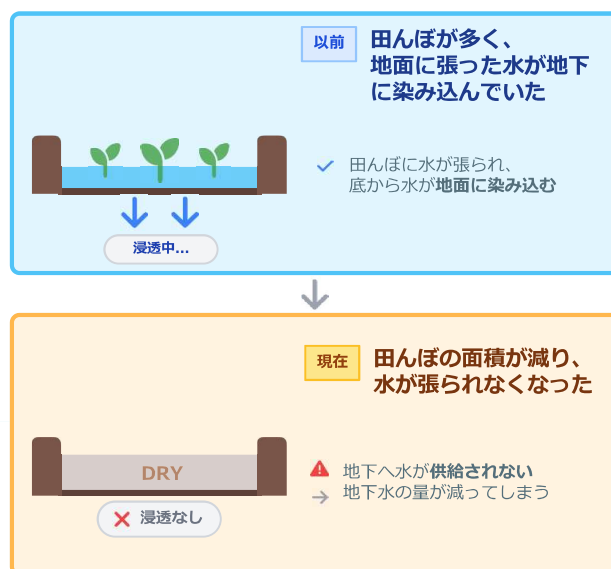 以前
田んぼが多く、
地面に張った水が地下
に染み込んでいた
田んぼに水が張られ、
底から水が地面に染み込む
浸透中...
現在
田んぼの面積が減り、
水が張られなくなった
DRY
地下へ水が供給されない
地下水の量が減ってしまう
浸透なし